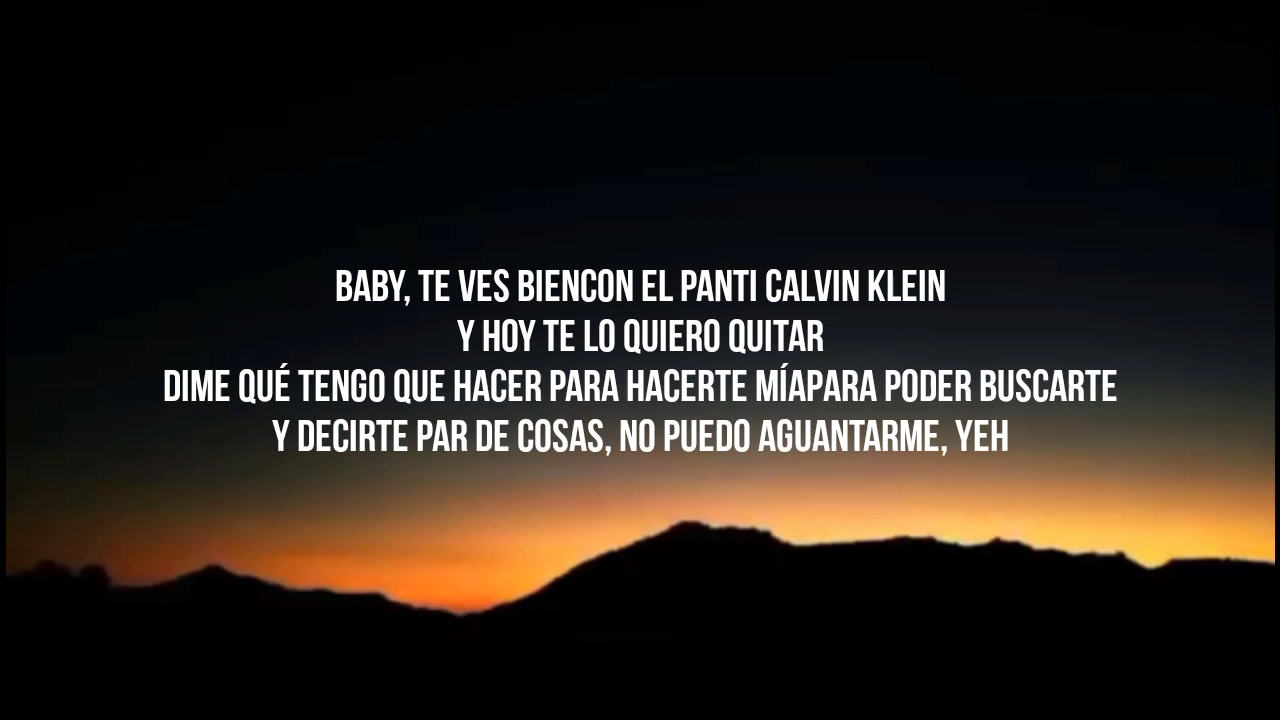 BABY, TE VES BIENCON EL PANTI CALVIN KLEIN
Y HOY TE LO QUIERO QUITAR
DIME QUÉ TENGO QUE HACER PARA HACERTE MÍAPARA PODER BUSCARTE
Y DECIRTE PAR DE COSAS, NO PUEDO AGUANTARME, YEH